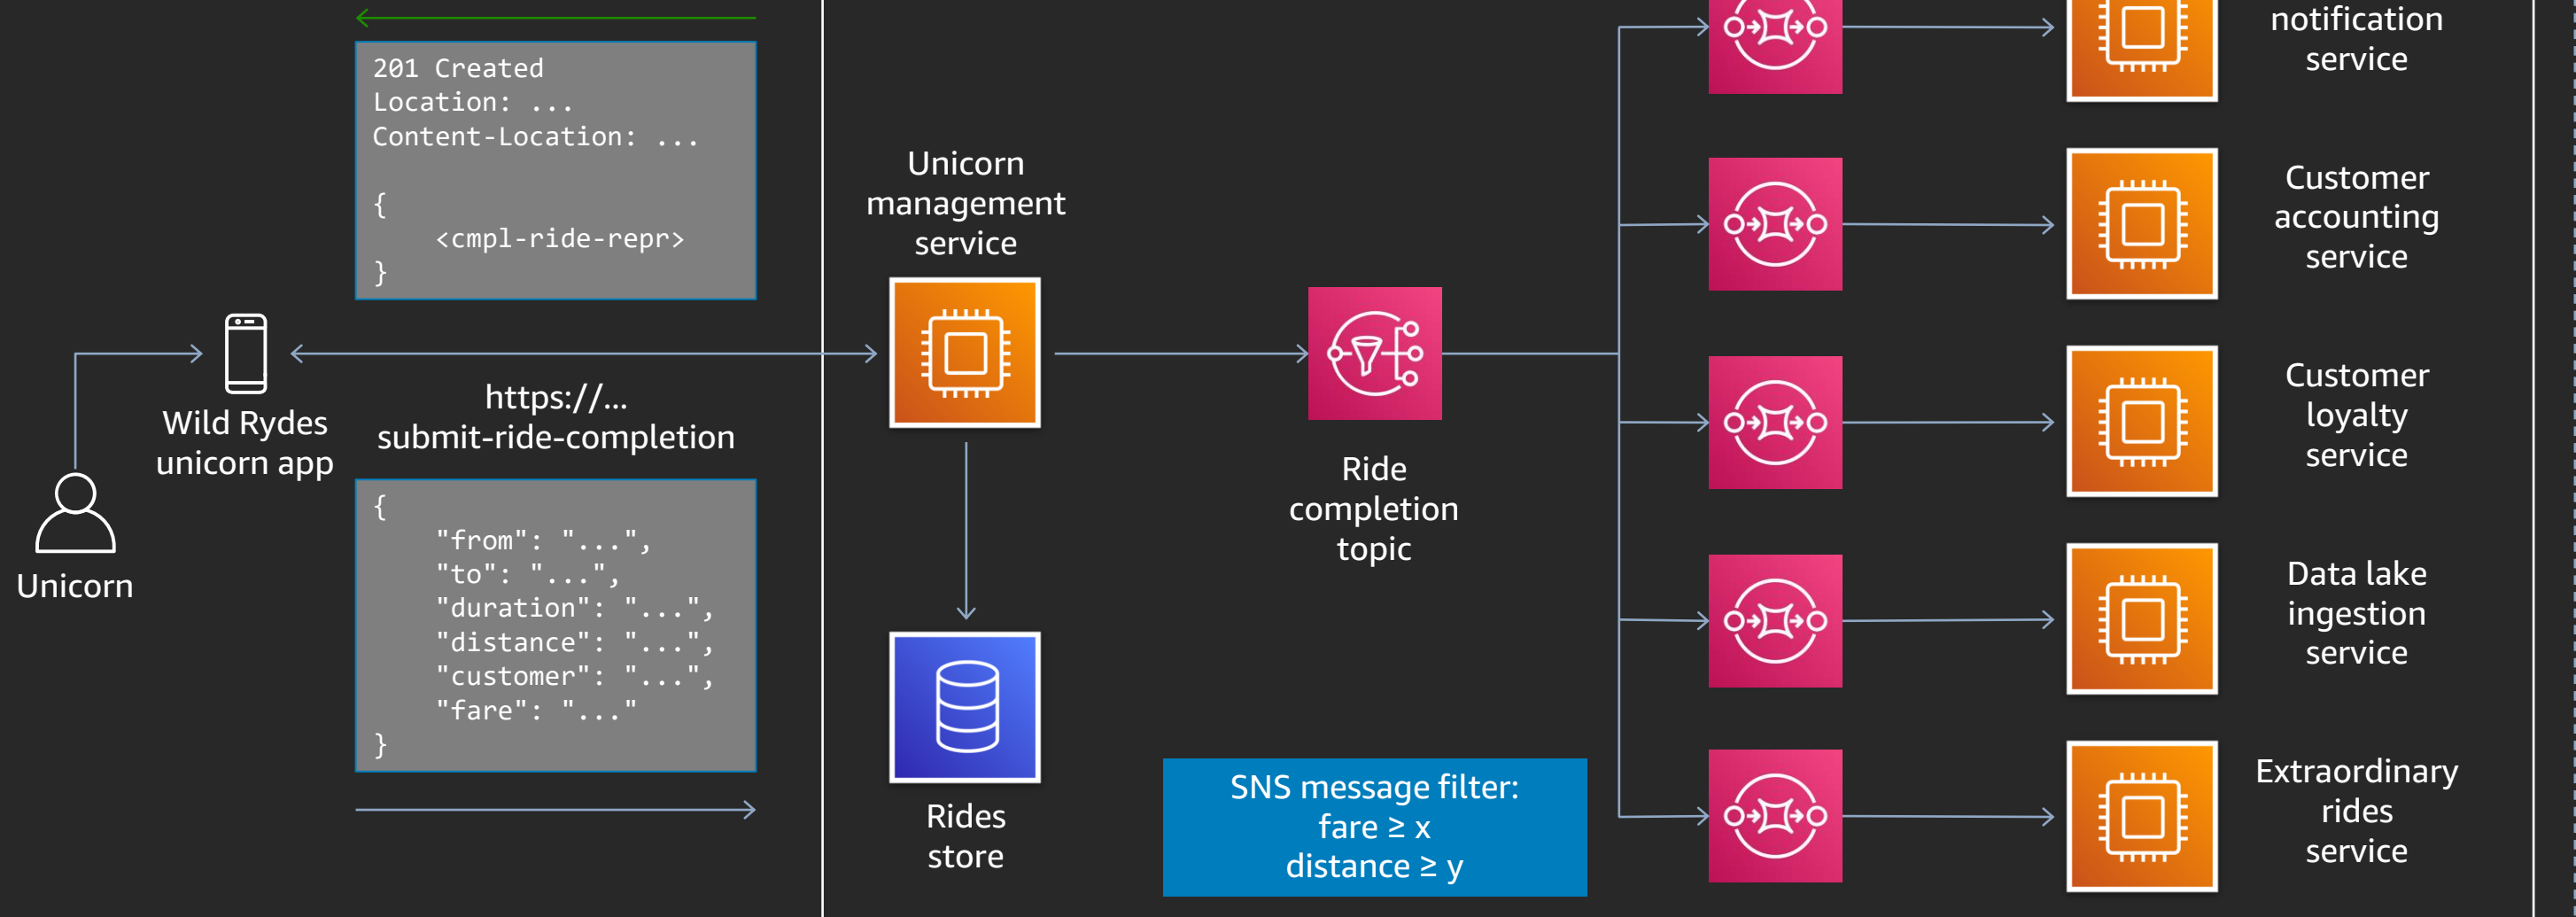 201 Created
Location: ...
Content-Location: ...
{
<cmpl-ride-repr>
}
Wild Rydes
unicorn app
Unicorn
https://...
submit-ride-completion
{
"from": "...",
"to": "...",
"duration": "...",
"distance": "...",
"customer": "...",
"fare": "..."
}
Unicorn
management
service
Rides
store
Ride
completion
topic
SNS message filter:
fare ≥ x
distance ≥ y
notification
service
Customer
accounting
service
Customer
loyalty
service
Data lake
ingestion
service
Extraordinary
rides
service